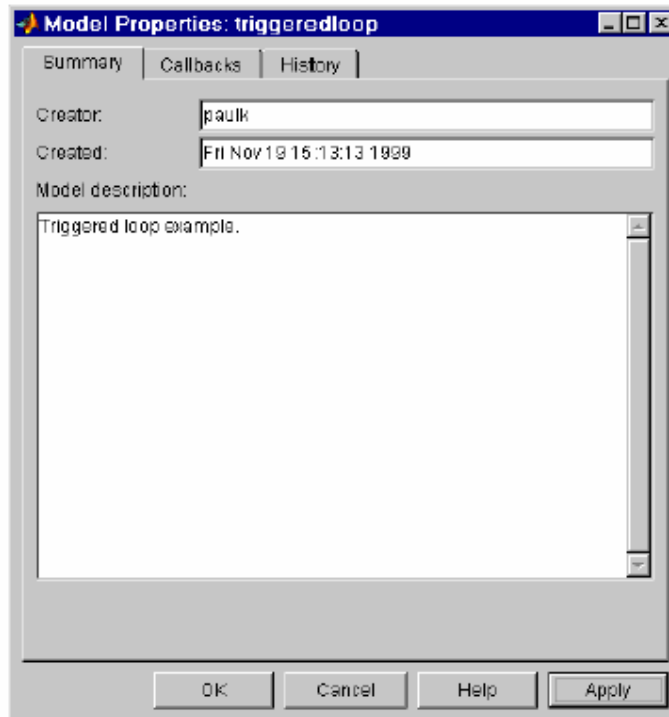 Model Properties: triggeredloop
Summary Callbacks History
Creator: paulk
Created: Fri Nov 19 15:13:13 1999
Model description:
Triggered loop example.
OK Cancel Help Apply